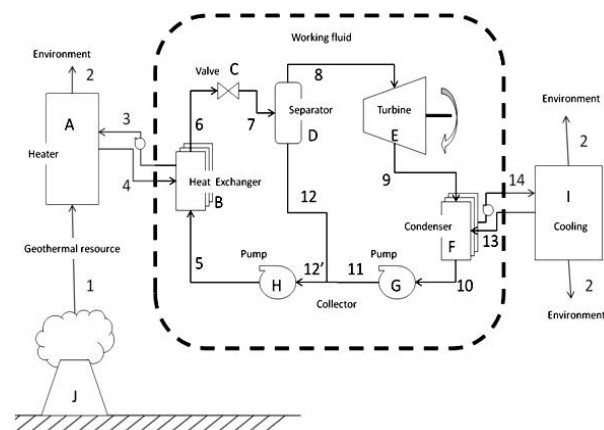 Working fluid
Environment
2
Valve C
8
A
3
6
7
Separator
D
Turbine
E
Environment
2
Heater
4
Heat Exchanger
B
12
9
14
I
Condenser
F
13
Cooling
Geothermal resource
5
Pump
H
12’
11
Pump
G
10
2
Environment
1
Collector
J